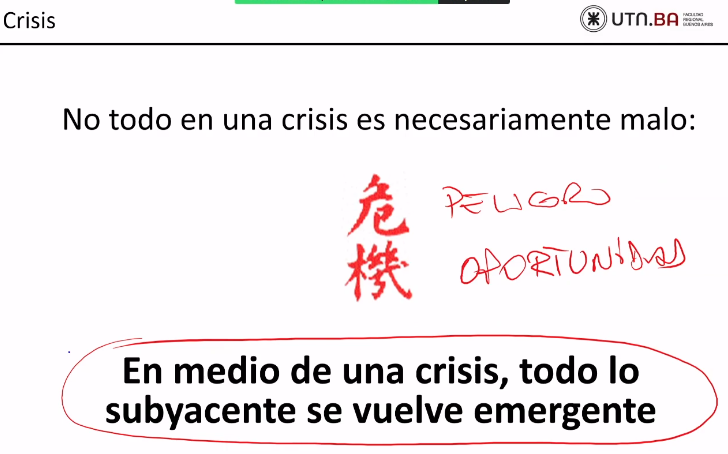 Crisis
UTN.BA
FACULTAD
REGIONAL
BUENOS AIRES
No todo en una crisis es necesariamente malo:
危 PELIGRO
機 OPORTUNIDAD
En medio de una crisis, todo lo
subyacente se vuelve emergente